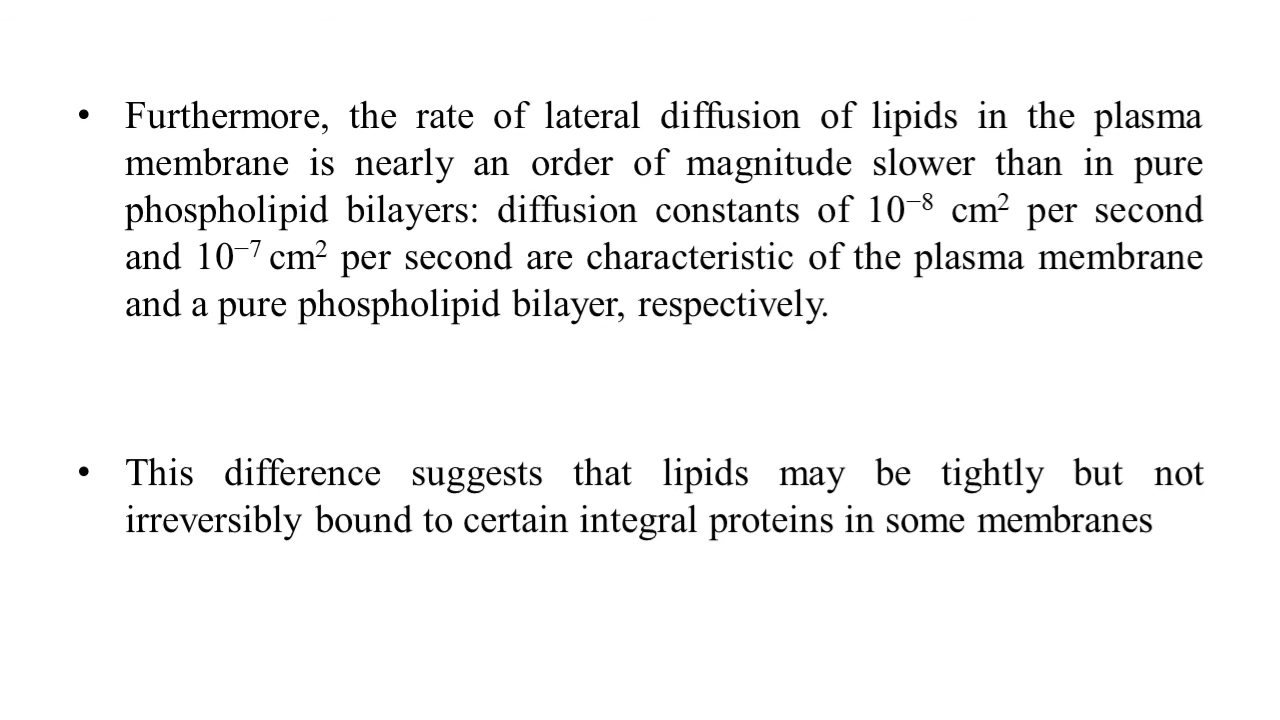 • Furthermore, the rate of lateral diffusion of lipids in the plasma
membrane is nearly an order of magnitude slower than in pure
phospholipid bilayers: diffusion constants of 10⁻⁸ cm² per second
and 10⁻⁷ cm² per second are characteristic of the plasma membrane
and a pure phospholipid bilayer, respectively.
• This difference suggests that lipids may be tightly but not
irreversibly bound to certain integral proteins in some membranes